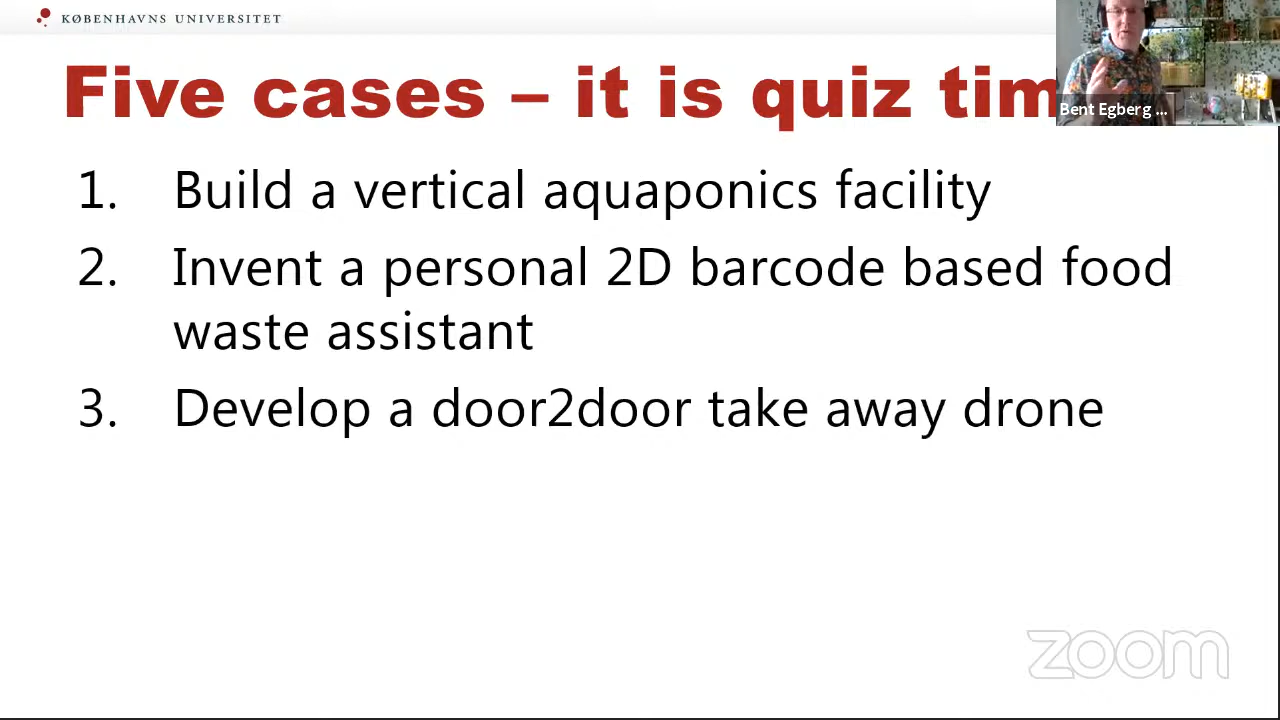 KØBENHAVNS UNIVERSITET
Five cases – it is quiz tim
Bent Egberg ...
1. Build a vertical aquaponics facility
2. Invent a personal 2D barcode based food
waste assistant
3. Develop a door2door take away drone
zoom